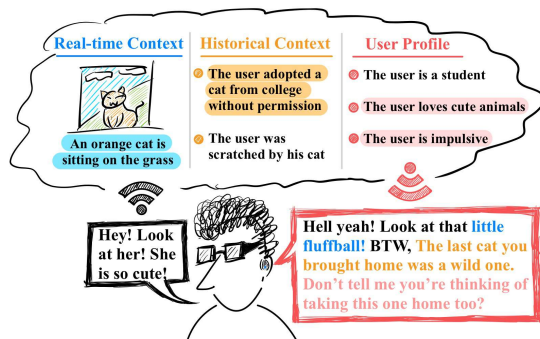 Real-time Context
An orange cat is
sitting on the grass
Historical Context
The user adopted a
cat from college
without permission
The user was
scratched by his cat
User Profile
The user is a student
The user loves cute animals
The user is impulsive
Hey! Look
at her! She
is so cute!
Hell yeah! Look at that little
fluffball! BTW, The last cat you
brought home was a wild one.
Don't tell me you're thinking of
taking this one home too?